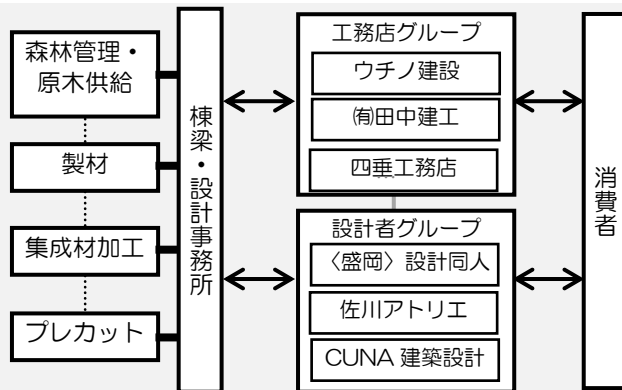 森林管理・
原木供給
製材
集成材加工
プレカット
棟梁・設計事務所
工務店グループ
ウチノ建設
㈲田中建工
四垂工務店
設計者グループ
〈盛岡〉設計同人
佐川アトリエ
CUNA 建築設計
消費者